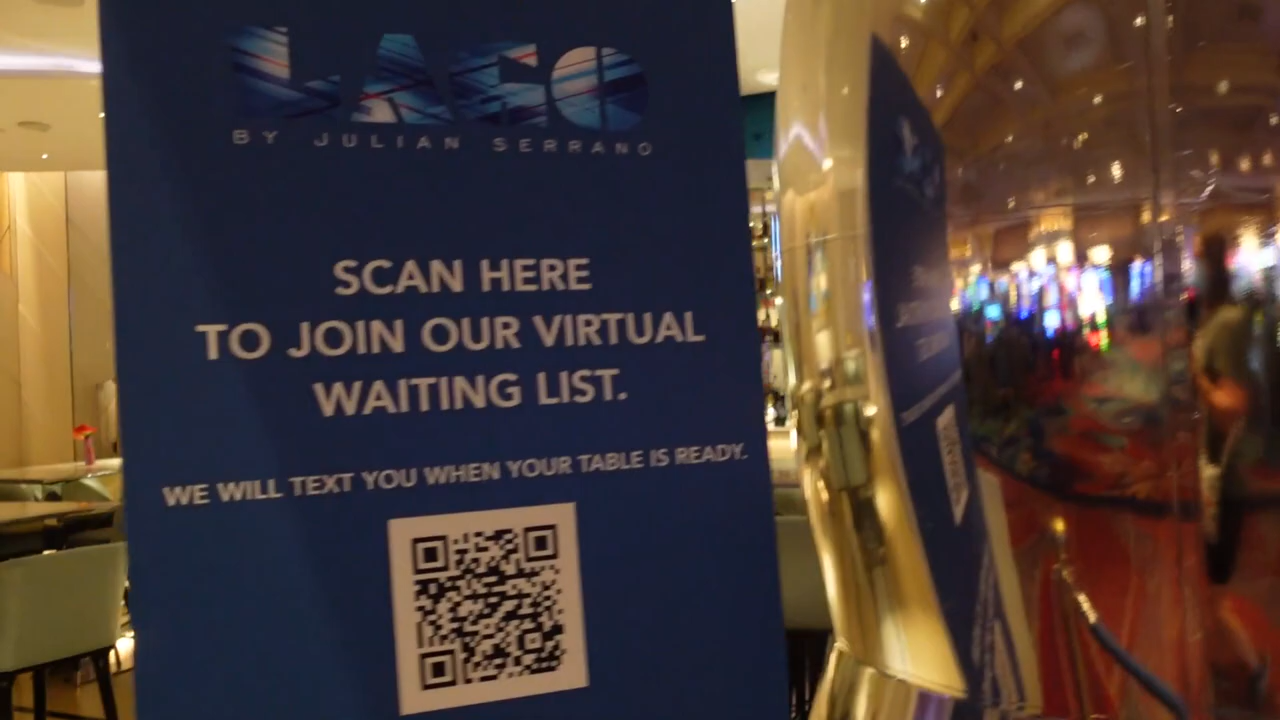 LAGO
BY JULIAN SERRANO
SCAN HERE
TO JOIN OUR VIRTUAL
WAITING LIST.
WE WILL TEXT YOU WHEN YOUR TABLE IS READY.